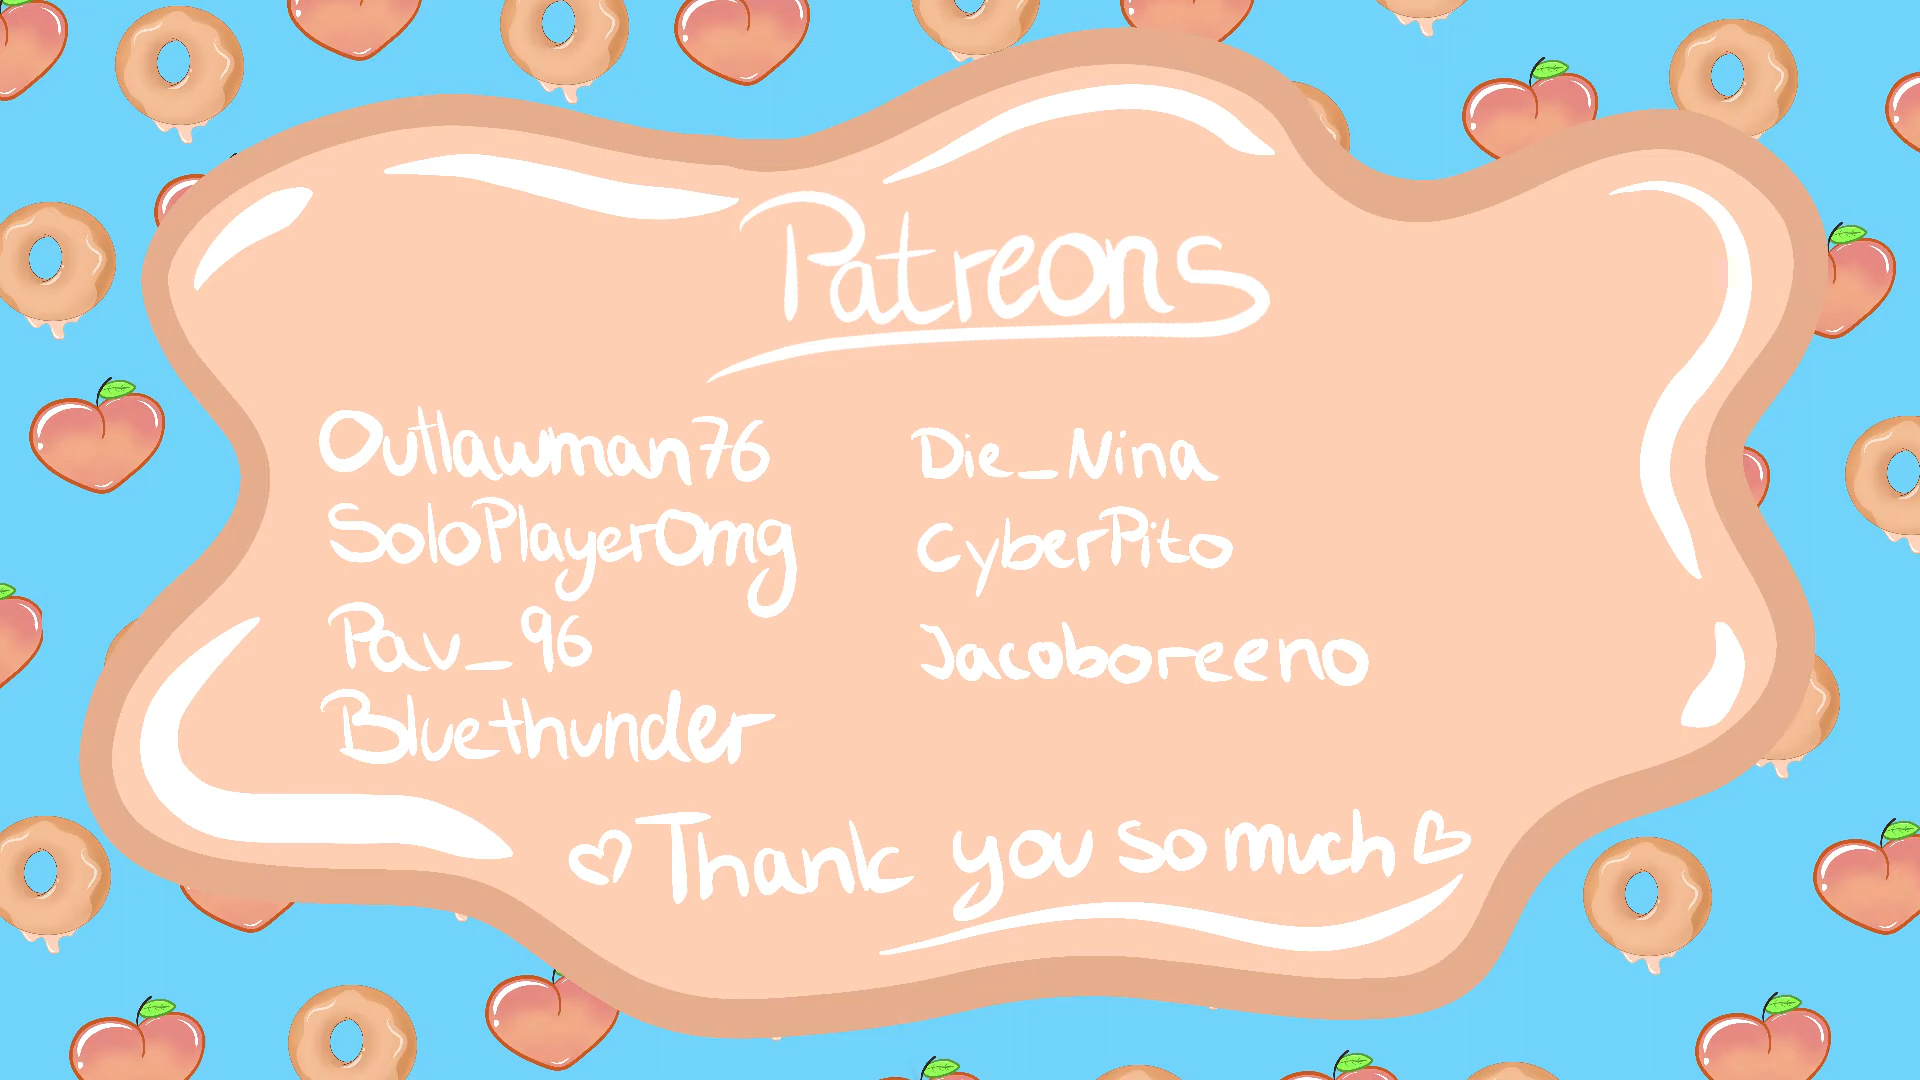 Patreons
Outlawman76
SoloPlayerOmg
Pav_96
Bluethunder
Die_Nina
CyberPito
Jacoboreeno
♡Thank you so much♡